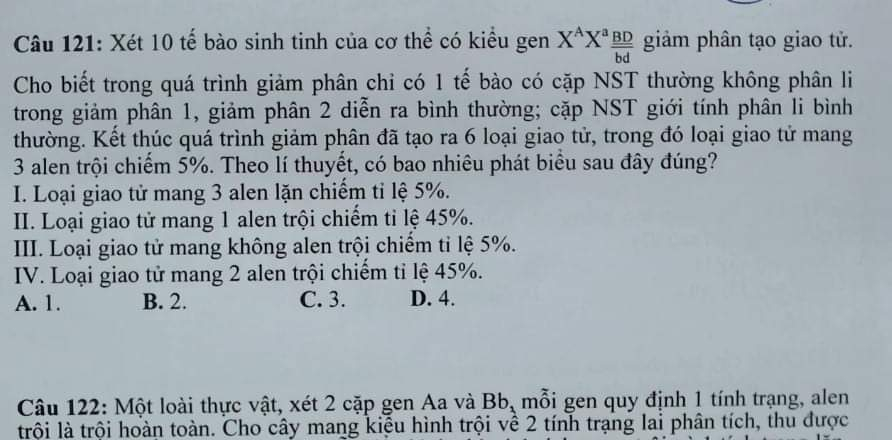 Câu 121: Xét 10 tế bào sinh tinh của cơ thể có kiểu gen XᴬXᵃ BD/bd giảm phân tạo giao tử.
Cho biết trong quá trình giảm phân chỉ có 1 tế bào có cặp NST thường không phân li
trong giảm phân 1, giảm phân 2 diễn ra bình thường; cặp NST giới tính phân li bình
thường. Kết thúc quá trình giảm phân đã tạo ra 6 loại giao tử, trong đó loại giao tử mang
3 alen trội chiếm 5%. Theo lí thuyết, có bao nhiêu phát biểu sau đây đúng?
I. Loại giao tử mang 3 alen lặn chiếm tỉ lệ 5%.
II. Loại giao tử mang 1 alen trội chiếm tỉ lệ 45%.
III. Loại giao tử mang không alen trội chiếm tỉ lệ 5%.
IV. Loại giao tử mang 2 alen trội chiếm tỉ lệ 45%.
A. 1. B. 2. C. 3. D. 4.
Câu 122: Một loài thực vật, xét 2 cặp gen Aa và Bb, mỗi gen quy định 1 tính trạng, alen
trội là trội hoàn toàn. Cho cây mang kiểu hình trội về 2 tính trạng lai phân tích, thu được